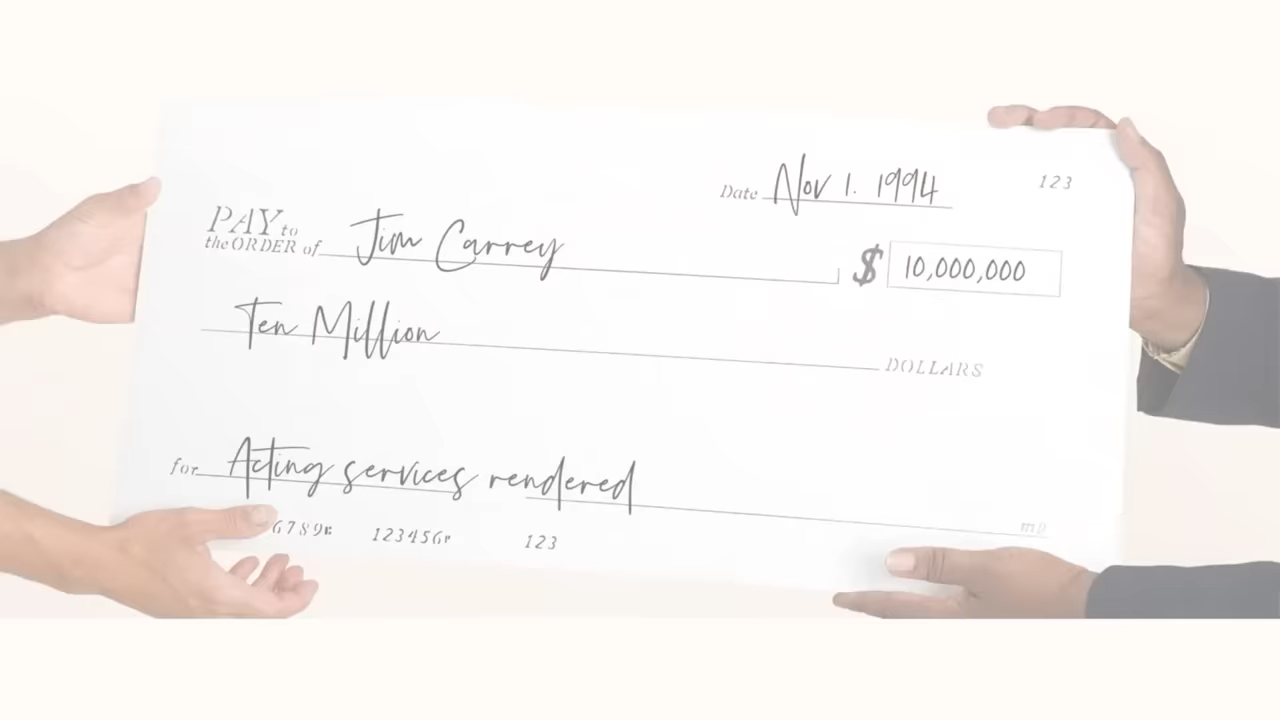 Date Nov 1. 1994 123
PAY to
the ORDER of Jim Carrey $ 10,000,000
Ten Million DOLLARS
for Acting services rendered
6789 123456 123